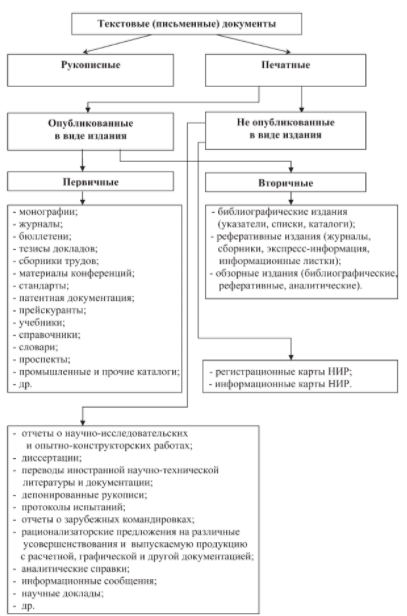 Текстовые (письменные) документы
Рукописные
Печатные
Опубликованные
в виде издания
Не опубликованные
в виде издания
Первичные
Вторичные
- монографии;
- журналы;
- бюллетени;
- тезисы докладов;
- сборники трудов;
- материалы конференций;
- стандарты;
- патентная документация;
- прейскуранты;
- учебники;
- справочники;
- словари;
- проспекты;
- промышленные и прочие каталоги;
- др.
- библиографические издания
(указатели, списки, каталоги);
- реферативные издания (журналы,
сборники, экспресс-информация,
информационные листки);
- обзорные издания (библиографические,
реферативные, аналитические).
- регистрационные карты НИР;
- информационные карты НИР.
- отчеты о научно-исследовательских
и опытно-конструкторских работах;
- диссертации;
- переводы иностранной научно-технической
литературы и документации;
- депонированные рукописи;
- протоколы испытаний;
- отчеты о зарубежных командировках;
- рационализаторские предложения на различные
усовершенствования и выпускаемую продукцию
с расчетной, графической и другой документацией;
- аналитические справки;
- информационные сообщения;
- научные доклады;
- др.